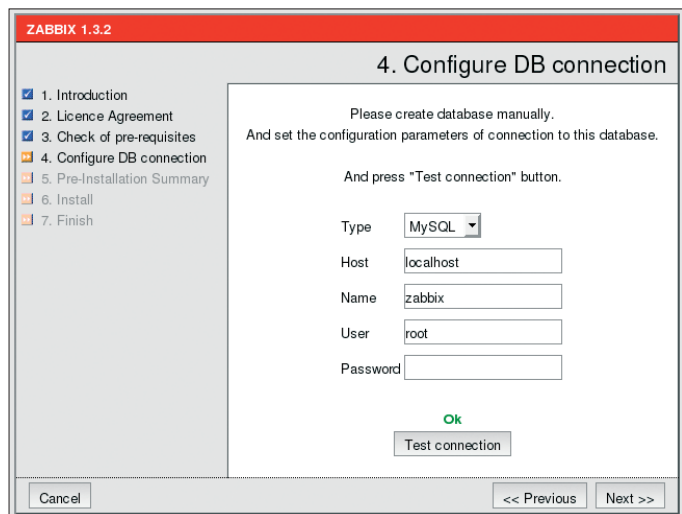 ZABBIX 1.3.2
4. Configure DB connection
1. Introduction
2. Licence Agreement
3. Check of pre-requisites
4. Configure DB connection
5. Pre-Installation Summary
6. Install
7. Finish
Please create database manually.
And set the configuration parameters of connection to this database.
And press "Test connection" button.
Type MySQL
Host localhost
Name zabbix
User root
Password
Ok
Test connection
Cancel << Previous Next >>